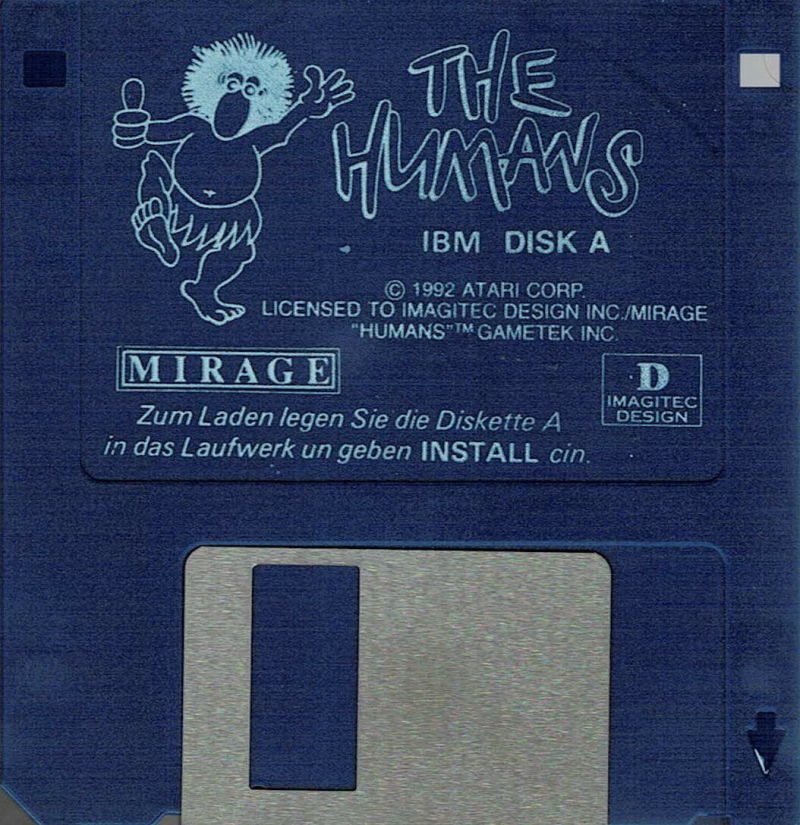 THE
HUMANS
IBM DISK A
© 1992 ATARI CORP.
LICENSED TO IMAGITEC DESIGN INC./MIRAGE
"HUMANS"™ GAMETEK INC.
MIRAGE
D
IMAGITEC
DESIGN
Zum Laden legen Sie die Diskette A
in das Laufwerk un geben INSTALL cin.